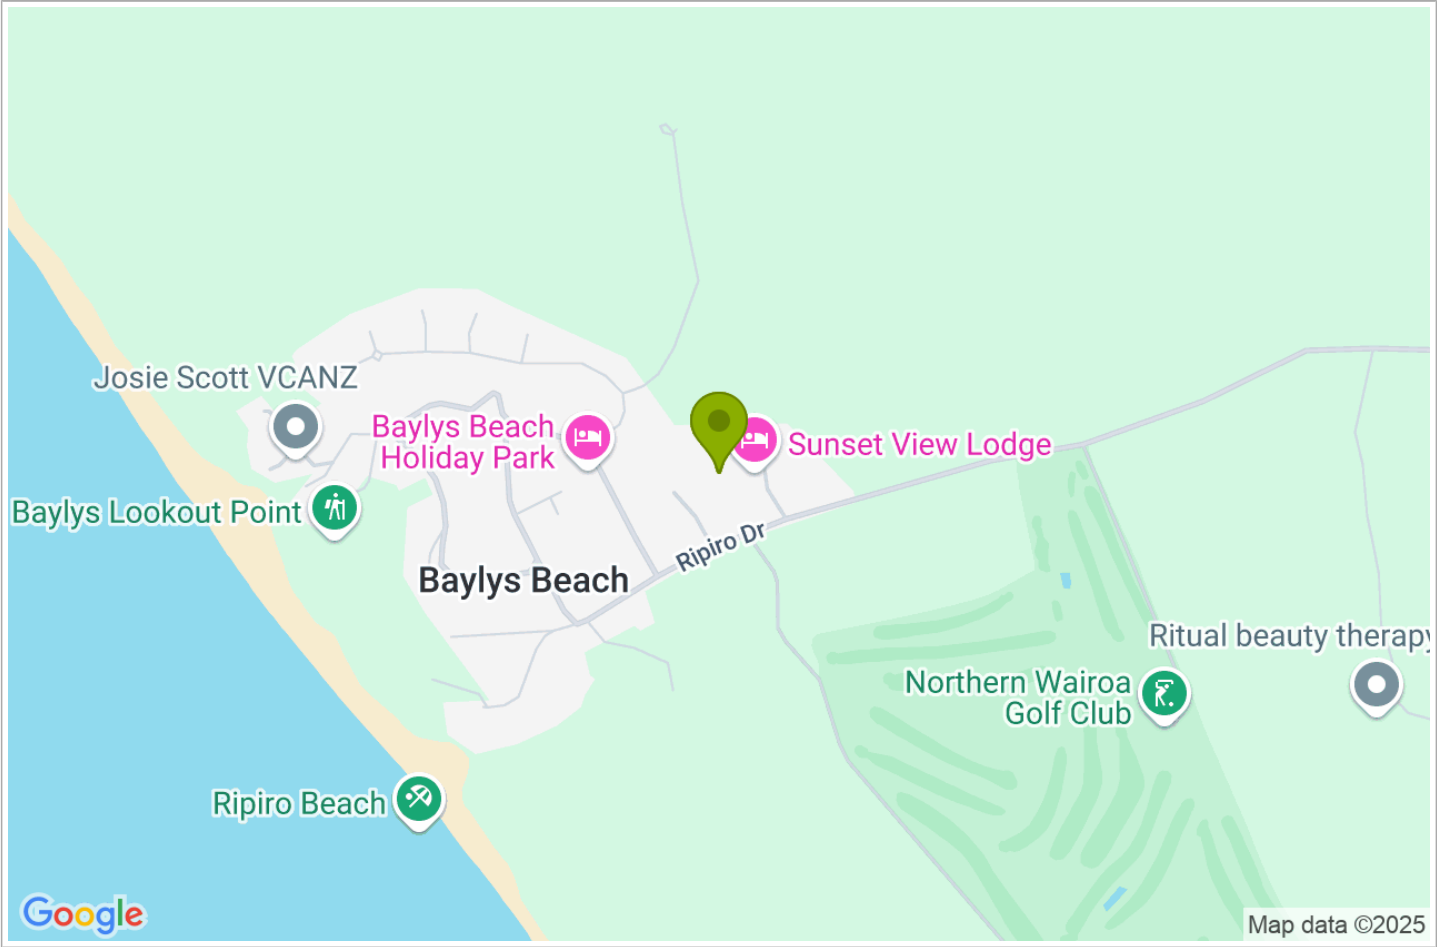 Josie Scott VCANZ
Baylys Beach
Holiday Park
Sunset View Lodge
Baylys Lookout Point
Ripiro Dr
Baylys Beach
Ritual beauty therapy
Northern Wairoa
Golf Club
Ripiro Beach
Google
Map data ©2025